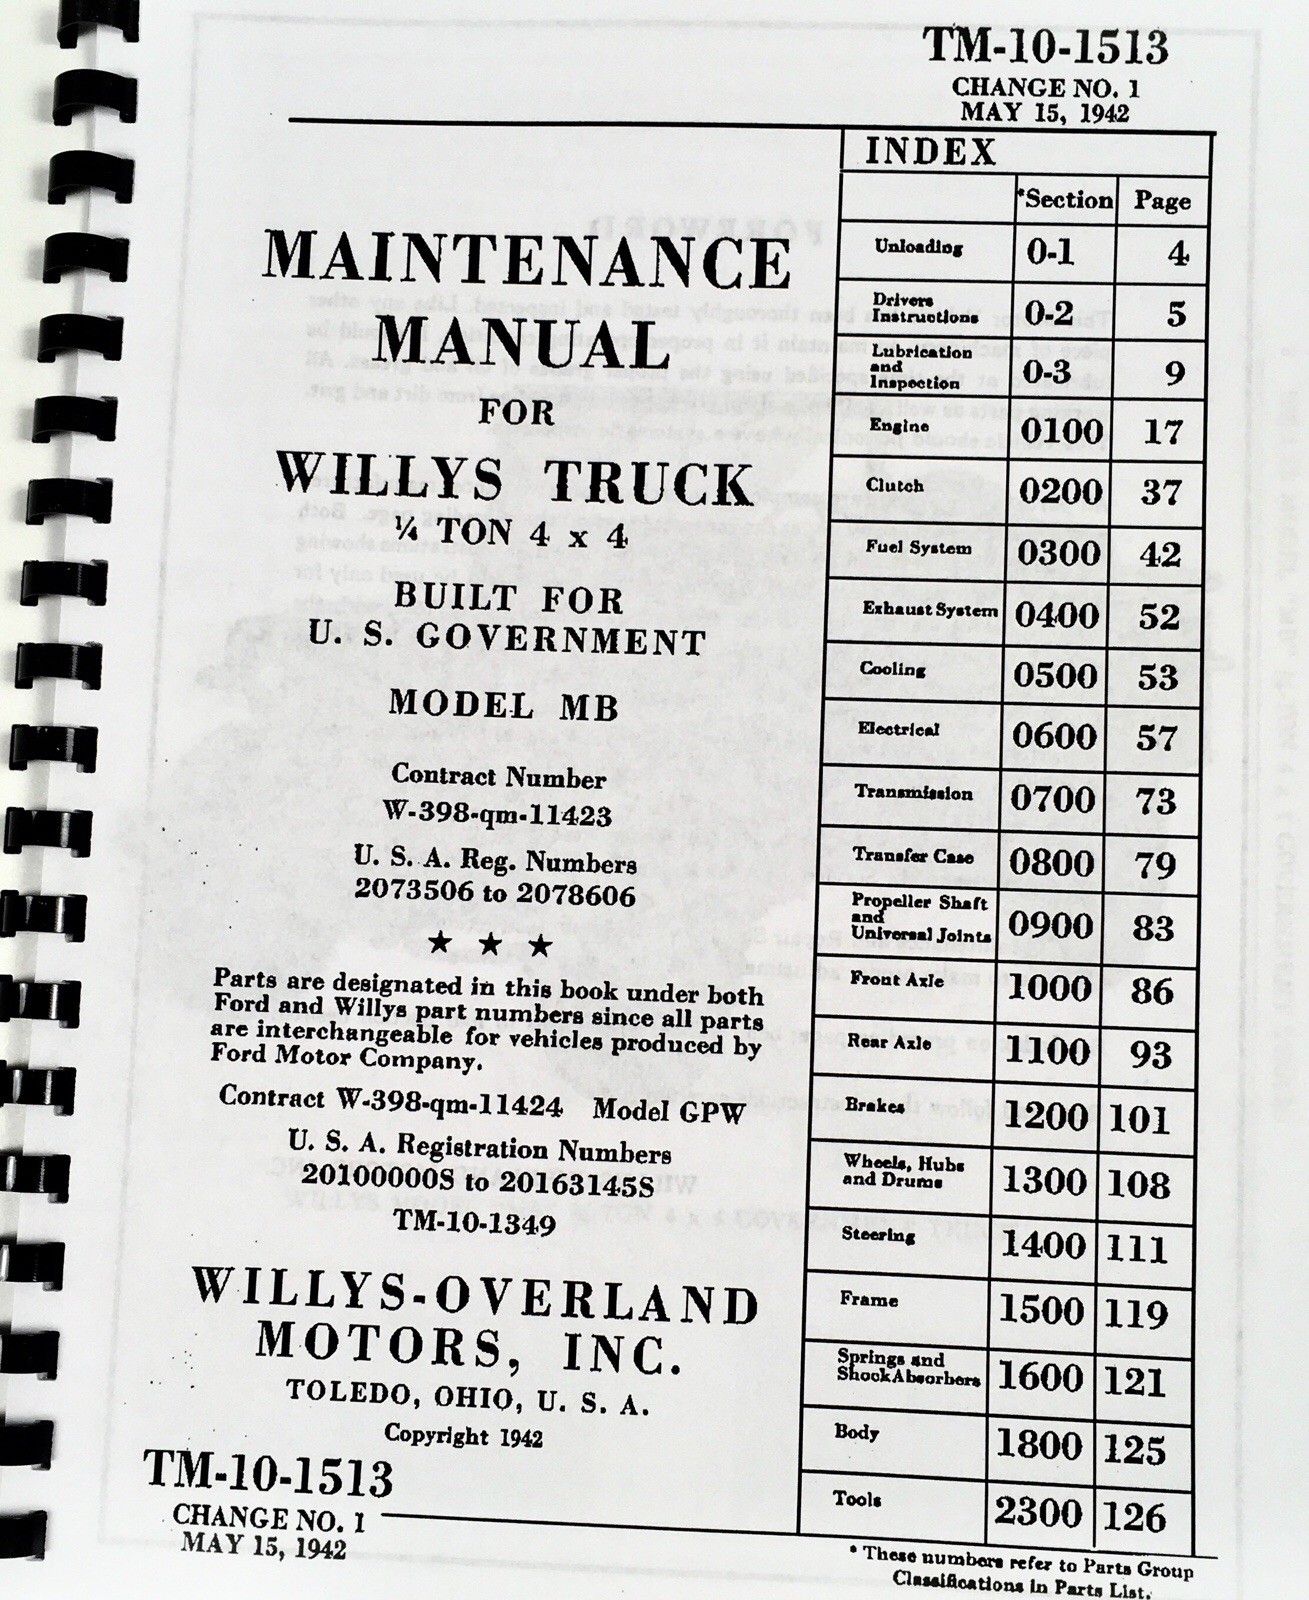 TM-10-1513
CHANGE NO. 1
MAY 15, 1942
MAINTENANCE
MANUAL
FOR
WILLYS TRUCK
¼ TON 4 x 4
BUILT FOR
U. S. GOVERNMENT
MODEL MB
Contract Number
W-398-qm-11423
U. S. A. Reg. Numbers
2073506 to 2078606
★ ★ ★
Parts are designated in this book under both
Ford and Willys part numbers since all parts
are interchangeable for vehicles produced by
Ford Motor Company.
Contract W-398-qm-11424 Model GPW
U. S. A. Registration Numbers
20100000S to 20163145S
TM-10-1349
WILLYS-OVERLAND
MOTORS, INC.
TOLEDO, OHIO, U. S. A.
Copyright 1942
TM-10-1513
CHANGE NO. 1
MAY 15, 1942
INDEX
*Section Page
Unloading 0-1 4
Drivers
Instructions 0-2 5
Lubrication
and
Inspection 0-3 9
Engine 0100 17
Clutch 0200 37
Fuel System 0300 42
Exhaust System 0400 52
Cooling 0500 53
Electrical 0600 57
Transmission 0700 73
Transfer Case 0800 79
Propeller Shaft
and
Universal Joints 0900 83
Front Axle 1000 86
Rear Axle 1100 93
Brakes 1200 101
Wheels, Hubs
and Drums 1300 108
Steering 1400 111
Frame 1500 119
Springs and
Shock Absorbers 1600 121
Body 1800 125
Tools 2300 126
* These numbers refer to Parts Group
Classifications in Parts List.